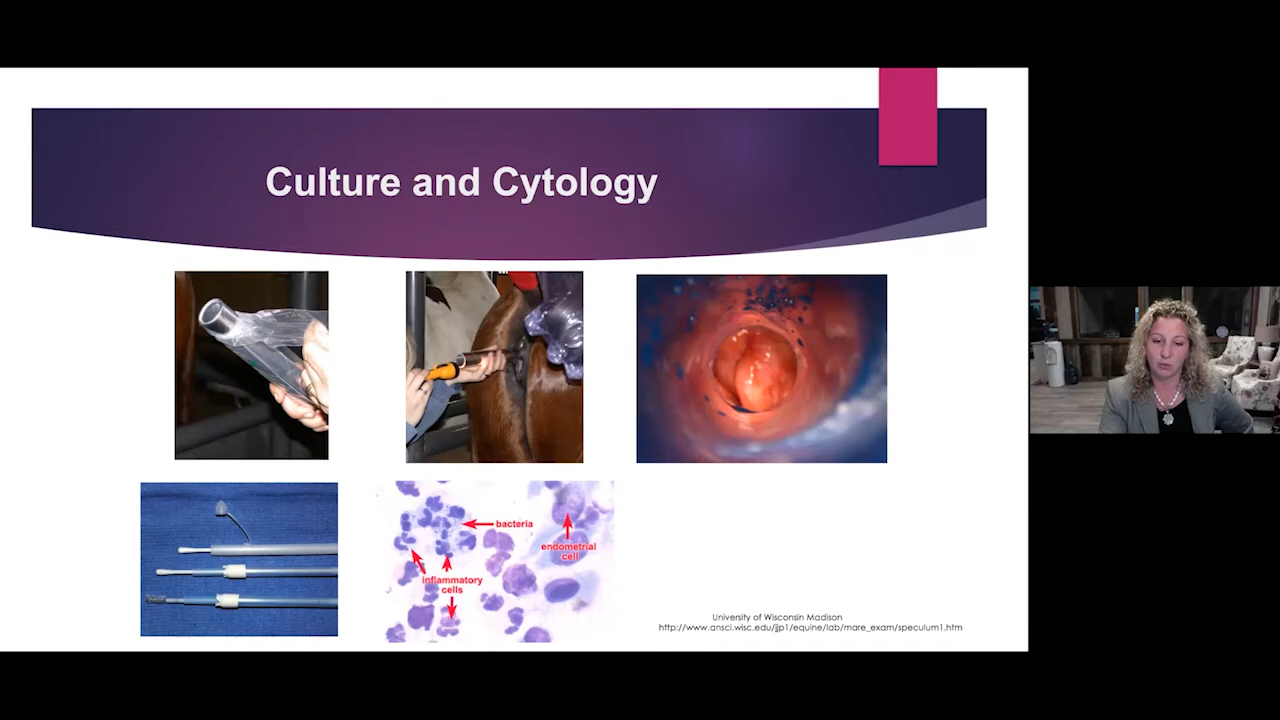 Culture and Cytology
bacteria
endometrial
cell
inflammatory
cells
University of Wisconsin Madison
http://www.ansci.wisc.edu/jjp1/equine/lab/mare_exam/speculum1.htm